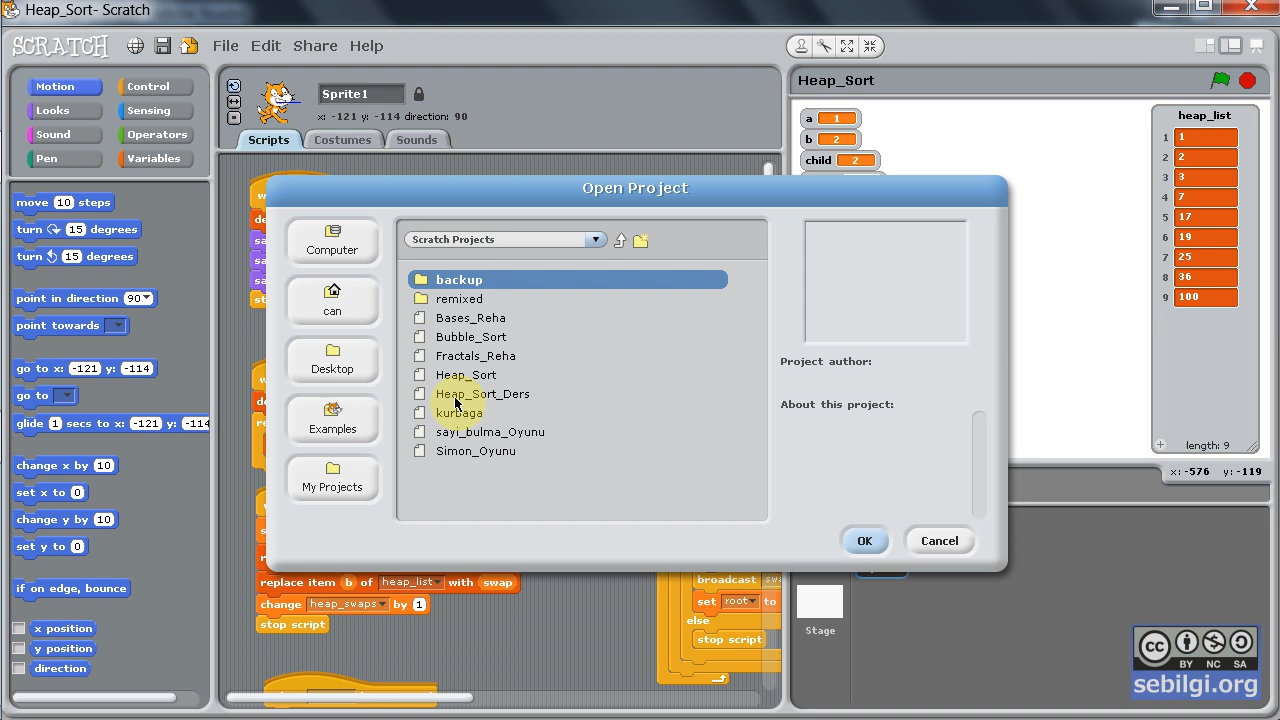 Heap_Sort- Scratch
SCRATCH
File Edit Share Help
Motion Control
Looks Sensing
Sound Operators
Pen Variables
move 10 steps
turn 15 degrees
turn 15 degrees
point in direction 90
point towards
go to x: -121 y: -114
go to
glide 1 secs to x: -121 y: -114
change x by 10
set x to 0
change y by 10
set y to 0
if on edge, bounce
x position
y position
direction
Sprite1
x: -121 y: -114 direction: 90
Scripts Costumes Sounds
Open Project
Computer
can
Desktop
Examples
My Projects
Scratch Projects
backup
remixed
Bases_Reha
Bubble_Sort
Fractals_Reha
Heap_Sort
Heap_Sort_Ders
kurbaga
sayi_bulma_Oyunu
Simon_Oyunu
Project author:
About this project:
OK Cancel
replace item b of heap_list with swap
change heap_swaps by 1
stop script
broadcast
set root to
else
stop script
Heap_Sort
a 1
b 2
child 2
heap_list
1 1
2 2
3 3
4 7
5 17
6 19
7 25
8 36
9 100
+ length: 9
x: -576 y: -119
Stage
cc
BY NC SA
sebilgi.org